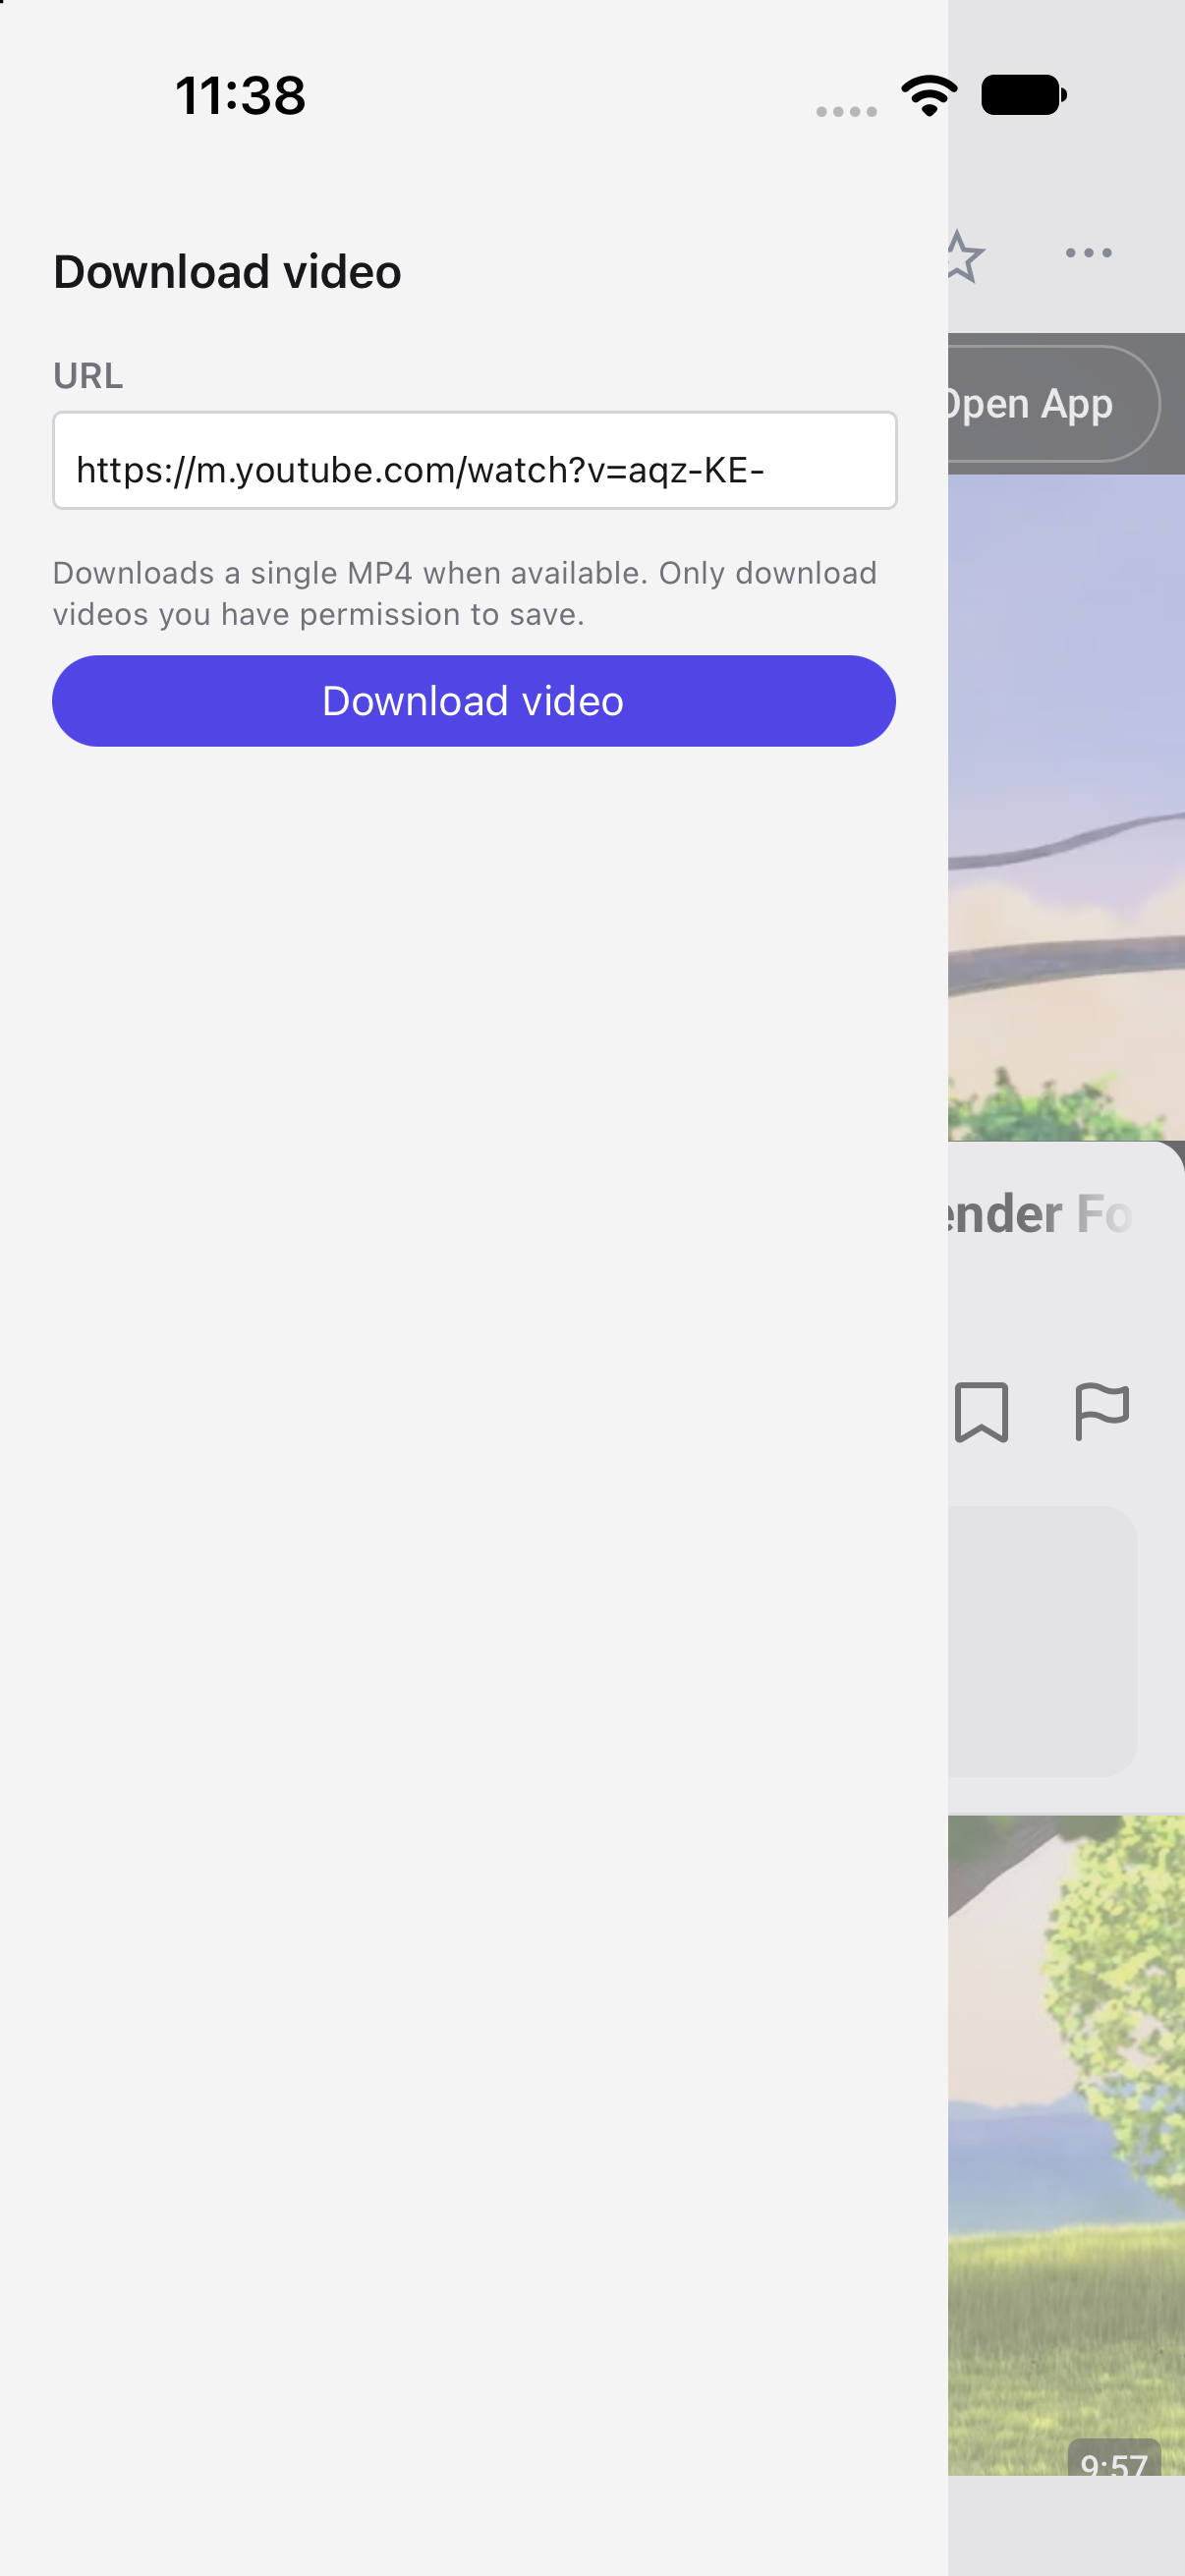 11:38
Download video
URL
https://m.youtube.com/watch?v=aqz-KE-
Downloads a single MP4 when available. Only download
videos you have permission to save.
Download video
Open App
ender Fo
9:57